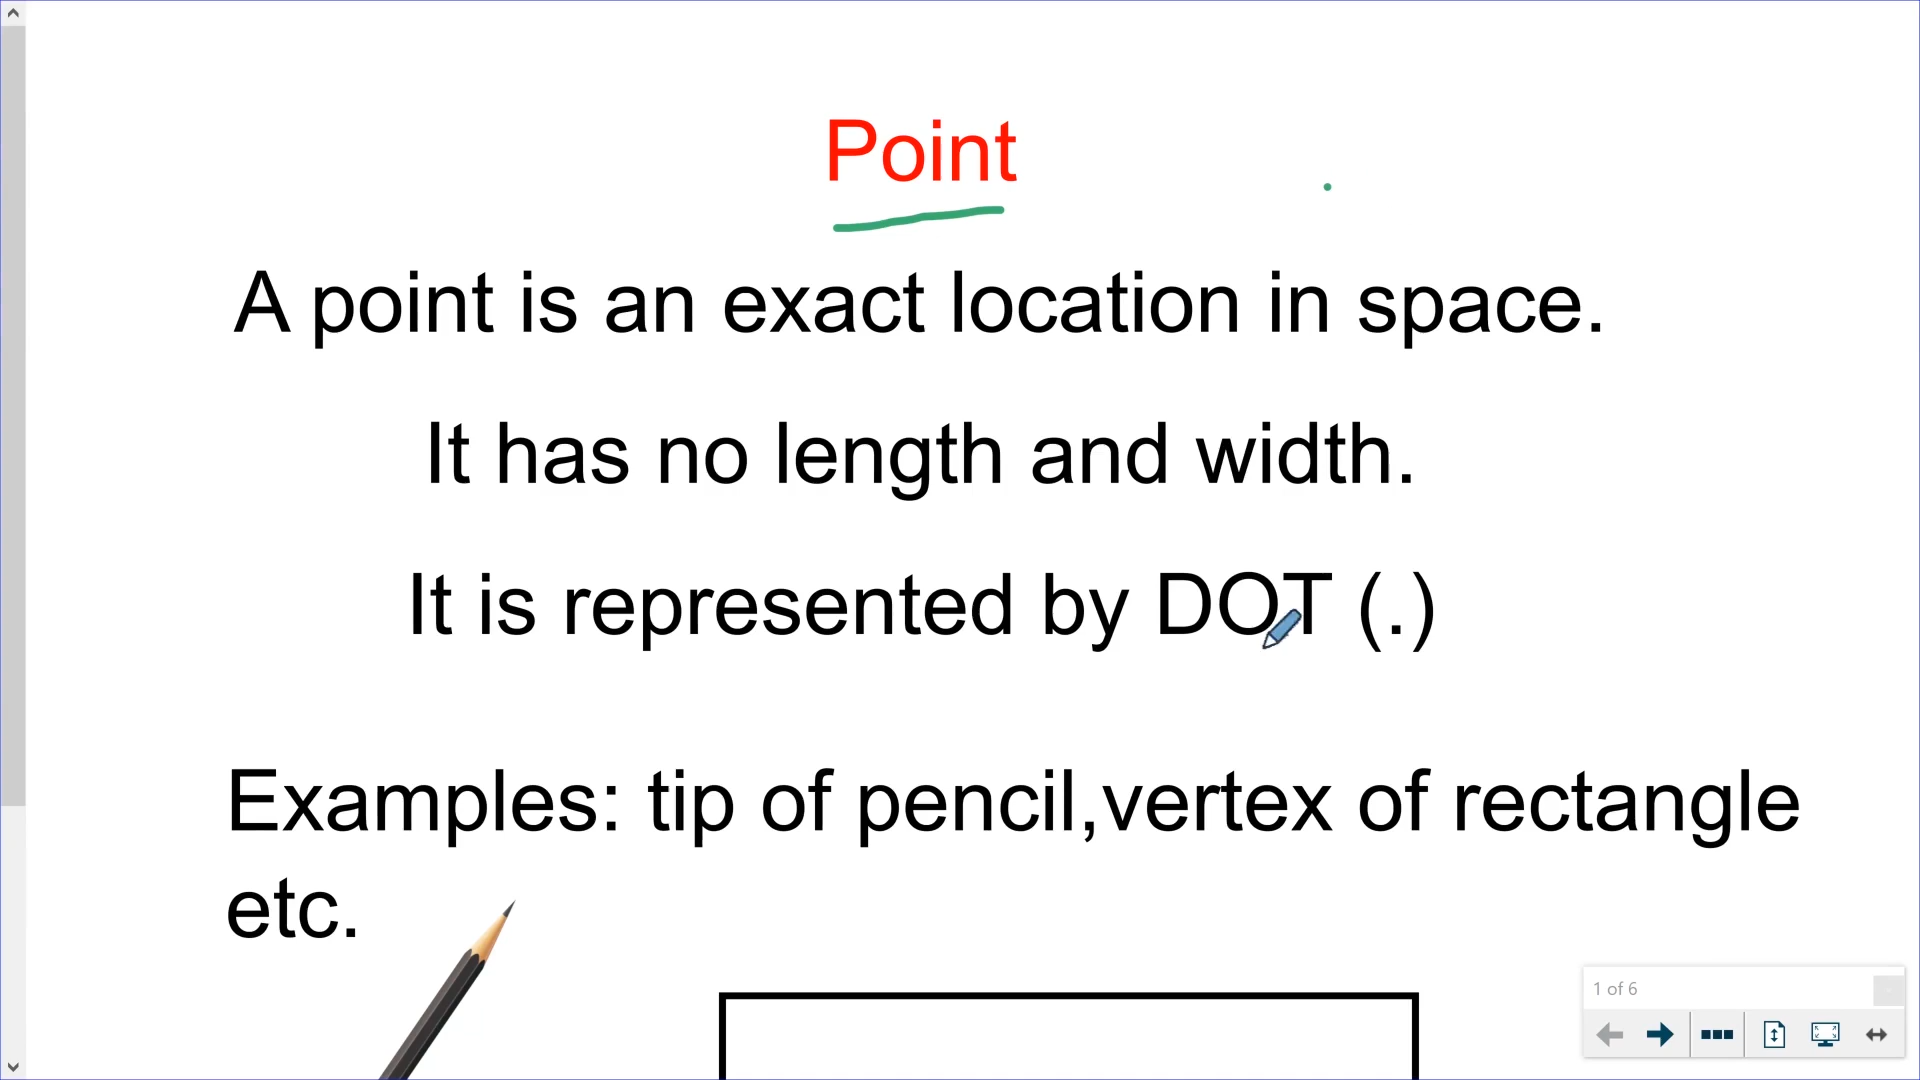 Point
A point is an exact location in space.
It has no length and width.
It is represented by DOT (.)
Examples: tip of pencil,vertex of rectangle
etc.
1 of 6